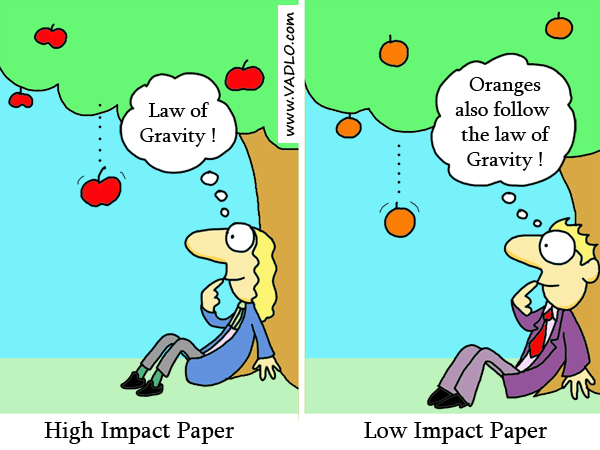 Law of
Gravity !
www.VADLO.com
Oranges
also follow
the law of
Gravity !
High Impact Paper
Low Impact Paper